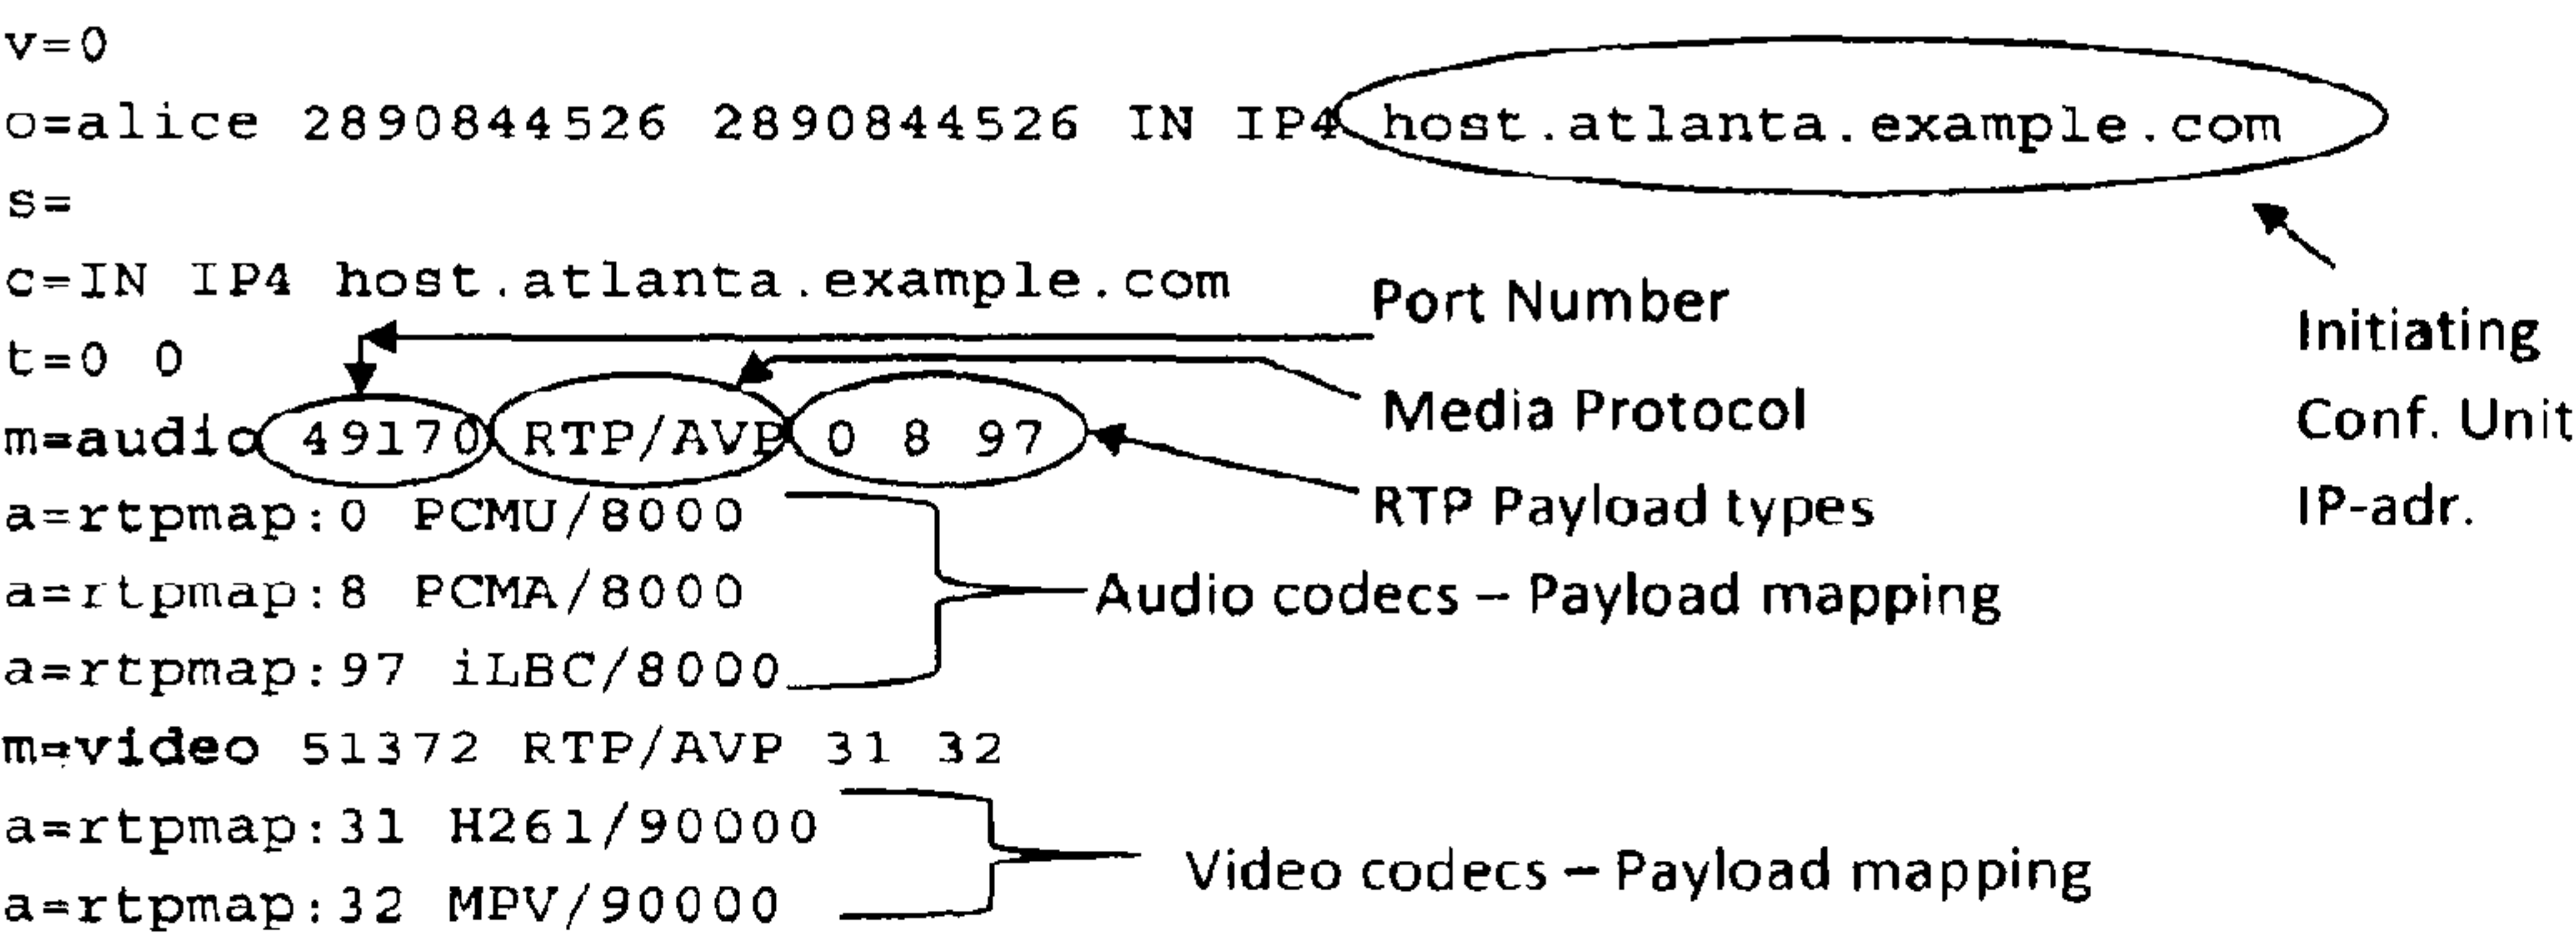 v=0
o=alice 2890844526 2890844526 IN IP4 host.atlanta.example.com
s=
c=IN IP4 host.atlanta.example.com
Port Number
Initiating
t=0 0
Media Protocol
Conf. Unit
m=audio 49170 RTP/AVP 0 8 97
RTP Payload types
IP-adr.
a=rtpmap:0 PCMU/8000
a=rtpmap:8 PCMA/8000
Audio codecs – Payload mapping
a=rtpmap:97 iLBC/8000
m=video 51372 RTP/AVP 31 32
a=rtpmap:31 H261/90000
Video codecs – Payload mapping
a=rtpmap:32 MPV/90000